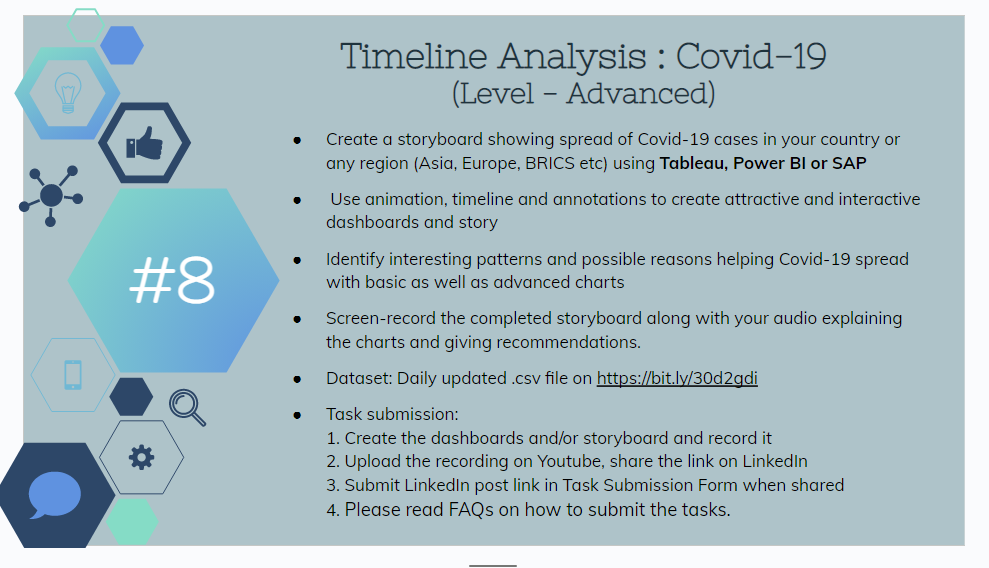 Timeline Analysis : Covid-19
(Level - Advanced)
#8
● Create a storyboard showing spread of Covid-19 cases in your country or
any region (Asia, Europe, BRICS etc) using Tableau, Power BI or SAP
● Use animation, timeline and annotations to create attractive and interactive
dashboards and story
● Identify interesting patterns and possible reasons helping Covid-19 spread
with basic as well as advanced charts
● Screen-record the completed storyboard along with your audio explaining
the charts and giving recommendations.
● Dataset: Daily updated .csv file on https://bit.ly/30d2gdi
● Task submission:
1. Create the dashboards and/or storyboard and record it
2. Upload the recording on Youtube, share the link on LinkedIn
3. Submit LinkedIn post link in Task Submission Form when shared
4. Please read FAQs on how to submit the tasks.